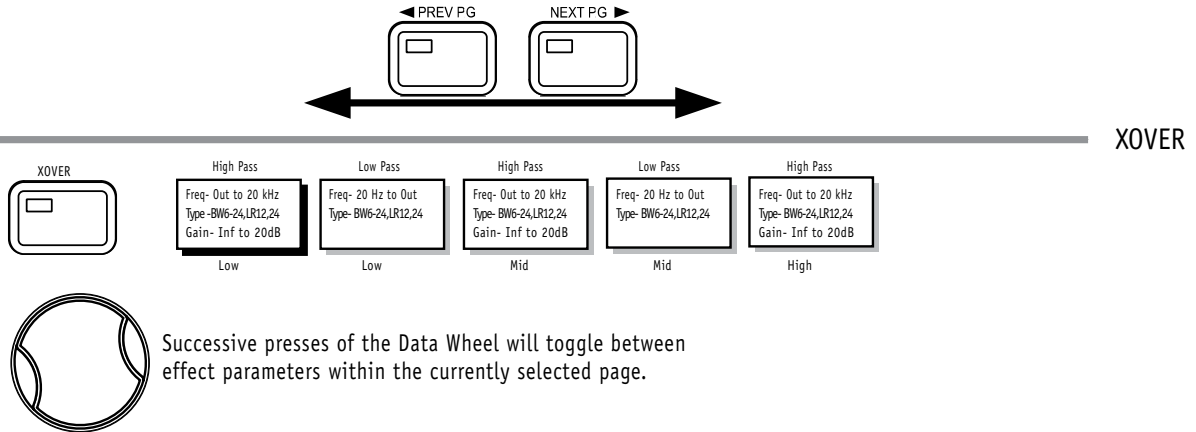 ◀ PREV PG
NEXT PG ▶
XOVER
XOVER
High Pass
Freq- Out to 20 kHz
Type -BW6-24,LR12,24
Gain- Inf to 20dB
Low
Low Pass
Freq- 20 Hz to Out
Type- BW6-24,LR12,24
Low
High Pass
Freq- Out to 20 kHz
Type- BW6-24,LR12,24
Gain- Inf to 20dB
Mid
Low Pass
Freq- 20 Hz to Out
Type- BW6-24,LR12,24
Mid
High Pass
Freq- Out to 20 kHz
Type- BW6-24,LR12,24
Gain- Inf to 20dB
High
Successive presses of the Data Wheel will toggle between
effect parameters within the currently selected page.